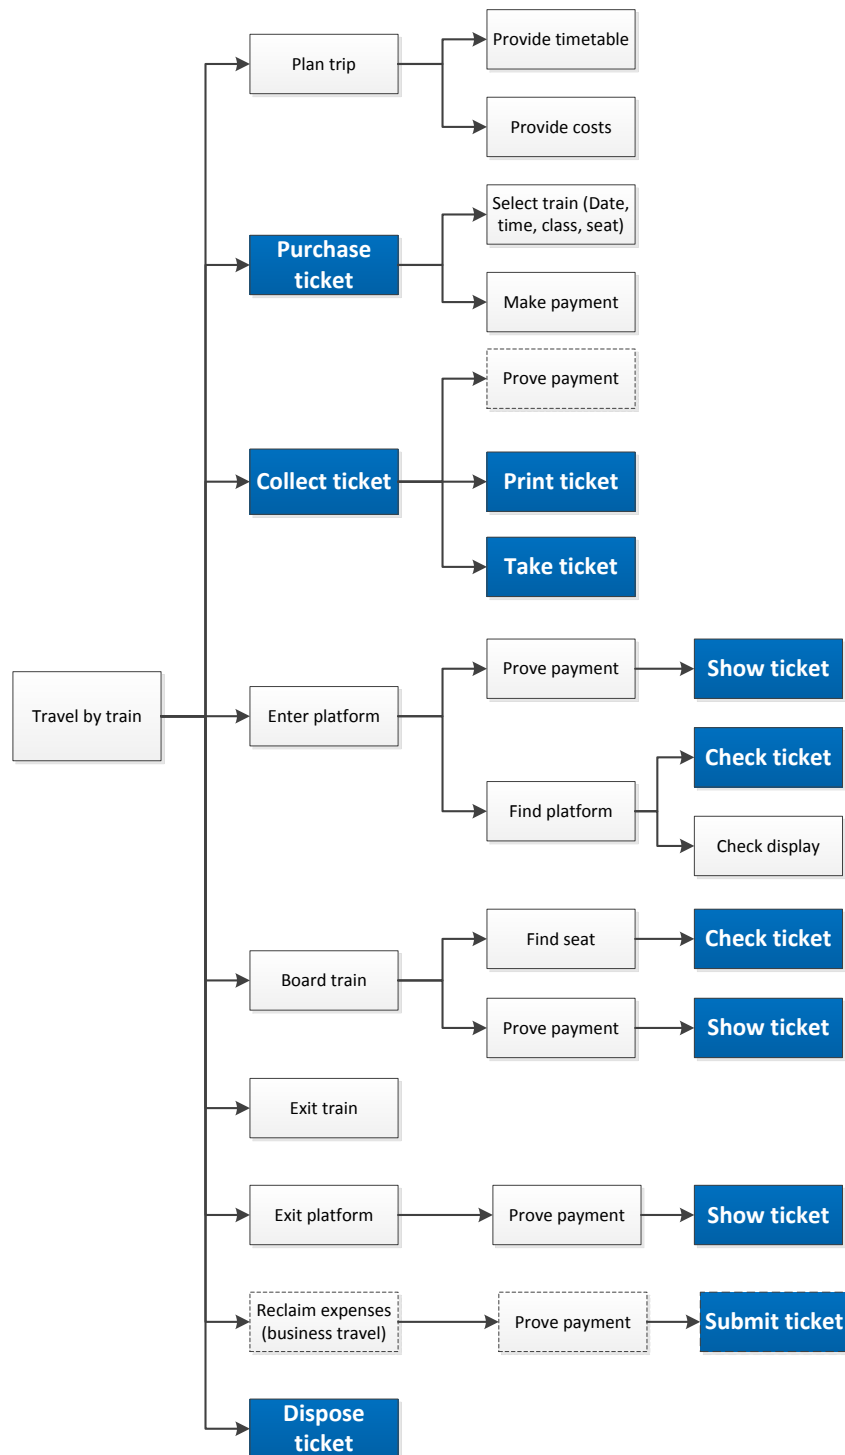 Plan trip
Provide timetable
Provide costs
Purchase
ticket
Select train (Date,
time, class, seat)
Make payment
Collect ticket
Prove payment
Print ticket
Take ticket
Travel by train
Enter platform
Prove payment
Show ticket
Find platform
Check ticket
Check display
Board train
Find seat
Check ticket
Prove payment
Show ticket
Exit train
Exit platform
Prove payment
Show ticket
Reclaim expenses
(business travel)
Prove payment
Submit ticket
Dispose
ticket